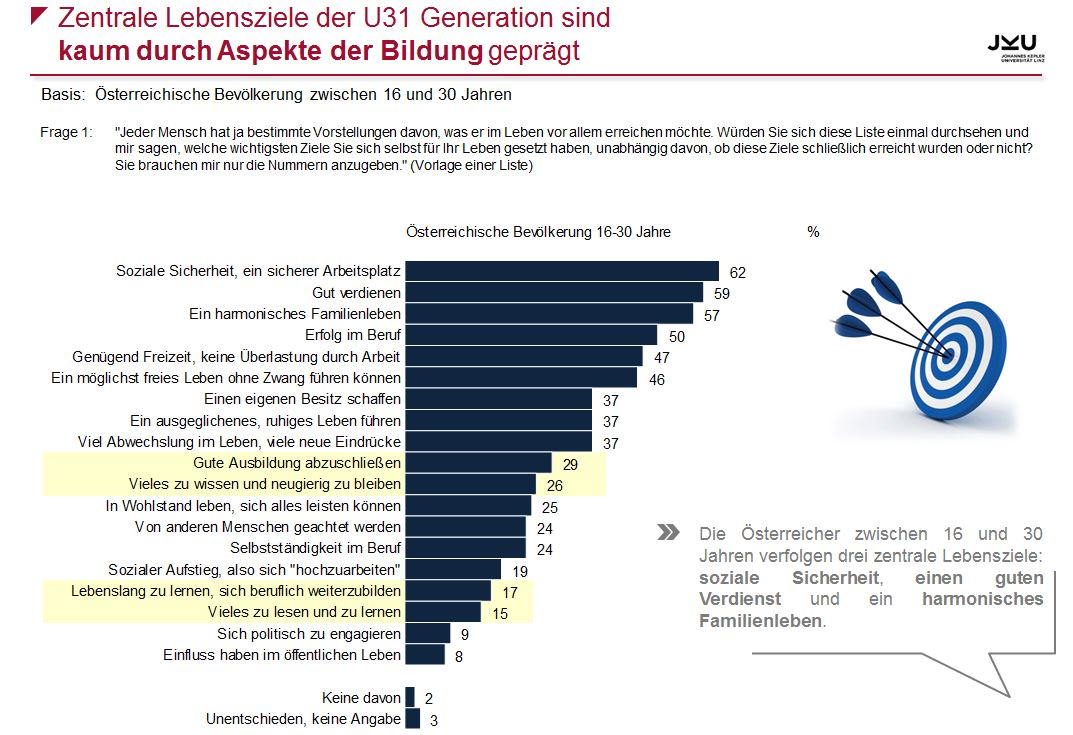 Zentrale Lebensziele der U31 Generation sind
kaum durch Aspekte der Bildung geprägt
JKU
JOHANNES KEPLER
UNIVERSITÄT LINZ
Basis: Österreichische Bevölkerung zwischen 16 und 30 Jahren
Frage 1: "Jeder Mensch hat ja bestimmte Vorstellungen davon, was er im Leben vor allem erreichen möchte. Würden Sie sich diese Liste einmal durchsehen und
mir sagen, welche wichtigsten Ziele Sie sich selbst für Ihr Leben gesetzt haben, unabhängig davon, ob diese Ziele schließlich erreicht wurden oder nicht?
Sie brauchen mir nur die Nummern anzugeben." (Vorlage einer Liste)
Österreichische Bevölkerung 16-30 Jahre %
Soziale Sicherheit, ein sicherer Arbeitsplatz 62
Gut verdienen 59
Ein harmonisches Familienleben 57
Erfolg im Beruf 50
Genügend Freizeit, keine Überlastung durch Arbeit 47
Ein möglichst freies Leben ohne Zwang führen können 46
Einen eigenen Besitz schaffen 37
Ein ausgeglichenes, ruhiges Leben führen 37
Viel Abwechslung im Leben, viele neue Eindrücke 37
Gute Ausbildung abzuschließen 29
Vieles zu wissen und neugierig zu bleiben 26
In Wohlstand leben, sich alles leisten können 25
Von anderen Menschen geachtet werden 24
Selbstständigkeit im Beruf 24
Sozialer Aufstieg, also sich "hochzuarbeiten" 19
Lebenslang zu lernen, sich beruflich weiterzubilden 17
Vieles zu lesen und zu lernen 15
Sich politisch zu engagieren 9
Einfluss haben im öffentlichen Leben 8
Keine davon 2
Unentschieden, keine Angabe 3
Die Österreicher zwischen 16 und 30
Jahren verfolgen drei zentrale Lebensziele:
soziale Sicherheit, einen guten
Verdienst und ein harmonisches
Familienleben.